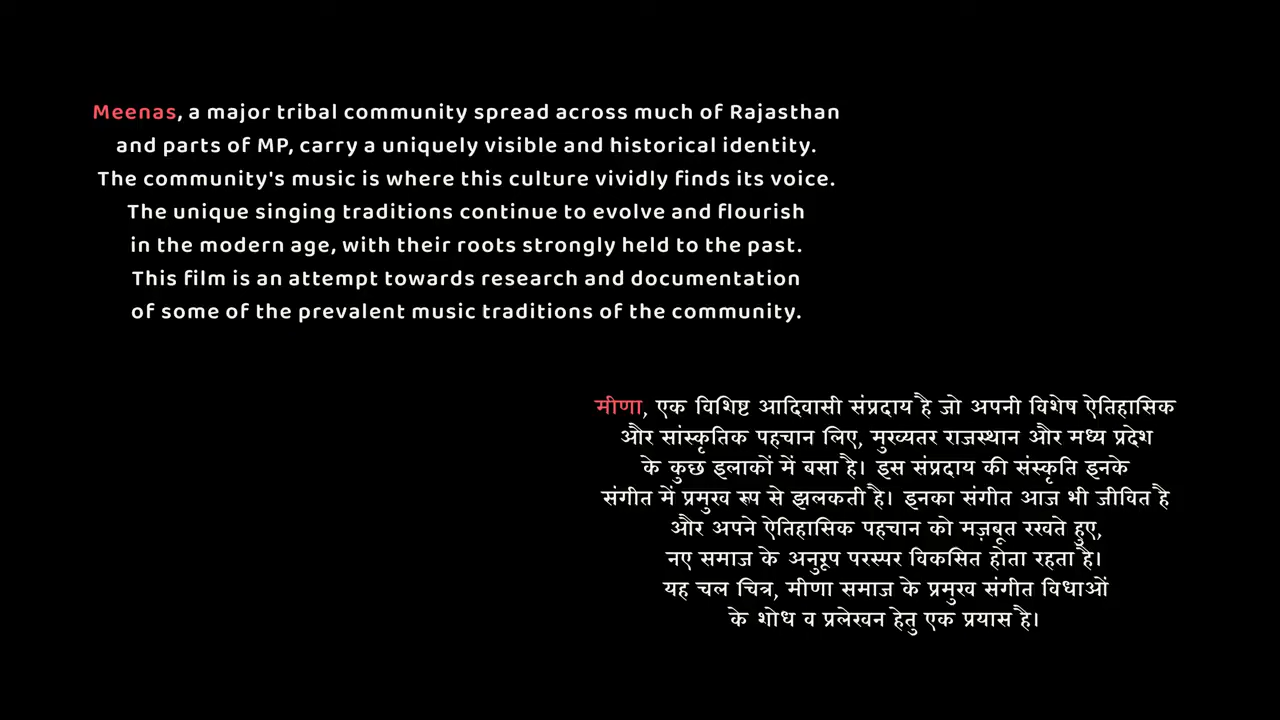 Meenas, a major tribal community spread across much of Rajasthan
and parts of MP, carry a uniquely visible and historical identity.
The community's music is where this culture vividly finds its voice.
The unique singing traditions continue to evolve and flourish
in the modern age, with their roots strongly held to the past.
This film is an attempt towards research and documentation
of some of the prevalent music traditions of the community.
मीणा, एक विशिष्ट आदिवासी संप्रदाय है जो अपनी विशेष ऐतिहासिक
और सांस्कृतिक पहचान लिए, मुख्यतर राजस्थान और मध्य प्रदेश
के कुछ इलाकों में बसा है। इस संप्रदाय की संस्कृति इनके
संगीत में प्रमुख रूप से झलकती है। इनका संगीत आज भी जीवित है
और अपने ऐतिहासिक पहचान को मज़बूत रखते हुए,
नए समाज के अनुरूप परस्पर विकसित होता रहता है।
यह चल चित्र, मीणा समाज के प्रमुख संगीत विधाओं
के शोध व प्रलेखन हेतु एक प्रयास है।